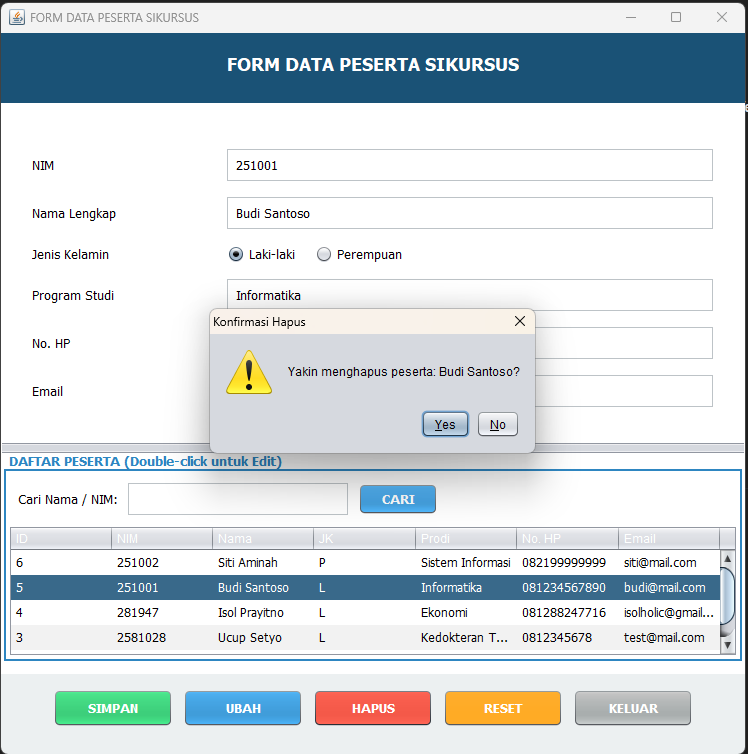 FORM DATA PESERTA SIKURSUS
FORM DATA PESERTA SIKURSUS
NIM 251001
Nama Lengkap Budi Santoso
Jenis Kelamin Laki-laki Perempuan
Program Studi Informatika
No. HP
Email
Konfirmasi Hapus
Yakin menghapus peserta: Budi Santoso?
Yes No
DAFTAR PESERTA (Double-click untuk Edit)
Cari Nama / NIM: CARI
ID NIM Nama JK Prodi No. HP Email
6 251002 Siti Aminah P Sistem Informasi 082199999999 siti@mail.com
5 251001 Budi Santoso L Informatika 081234567890 budi@mail.com
4 281947 Isol Prayitno L Ekonomi 081288247716 isolholic@gmail...
3 2581028 Ucup Setyo L Kedokteran T... 0812345678 test@mail.com
SIMPAN UBAH HAPUS RESET KELUAR